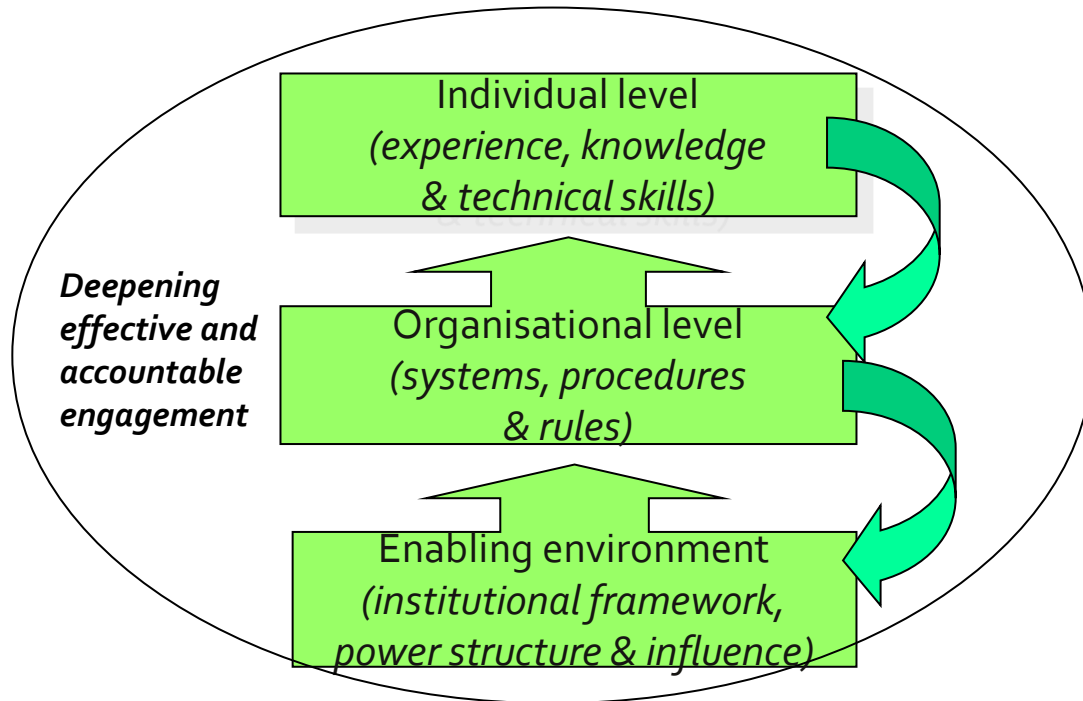 Individual level
(experience, knowledge
& technical skills)
Deepening
effective and
accountable
engagement
Organisational level
(systems, procedures
& rules)
Enabling environment
(institutional framework,
power structure & influence)